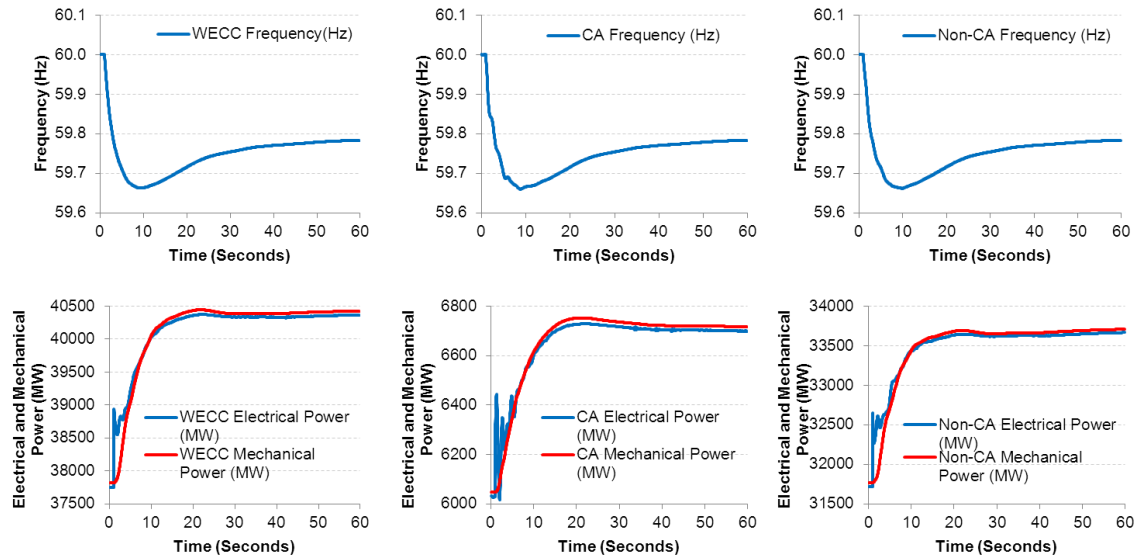 60.1
60.0
59.9
59.8
59.7
59.6
Frequency (Hz)
WECC Frequency(Hz)
0 10 20 30 40 50 60
Time (Seconds)
60.1
60.0
59.9
59.8
59.7
59.6
Frequency (Hz)
CA Frequency (Hz)
0 10 20 30 40 50 60
Time (Seconds)
60.1
60.0
59.9
59.8
59.7
59.6
Frequency (Hz)
Non-CA Frequency (Hz)
0 10 20 30 40 50 60
Time (Seconds)
40500
40000
39500
39000
38500
38000
37500
Electrical and Mechanical
Power (MW)
WECC Electrical Power
(MW)
WECC Mechanical
Power (MW)
0 10 20 30 40 50 60
Time (Seconds)
6800
6600
6400
6200
6000
Electrical and Mechanical
Power (MW)
CA Electrical Power
(MW)
CA Mechanical Power
(MW)
0 10 20 30 40 50 60
Time (Seconds)
34000
33500
33000
32500
32000
31500
Electrical and Mechanical
Power (MW)
Non-CA Electrical Power
(MW)
Non-CA Mechanical
Power (MW)
0 10 20 30 40 50 60
Time (Seconds)